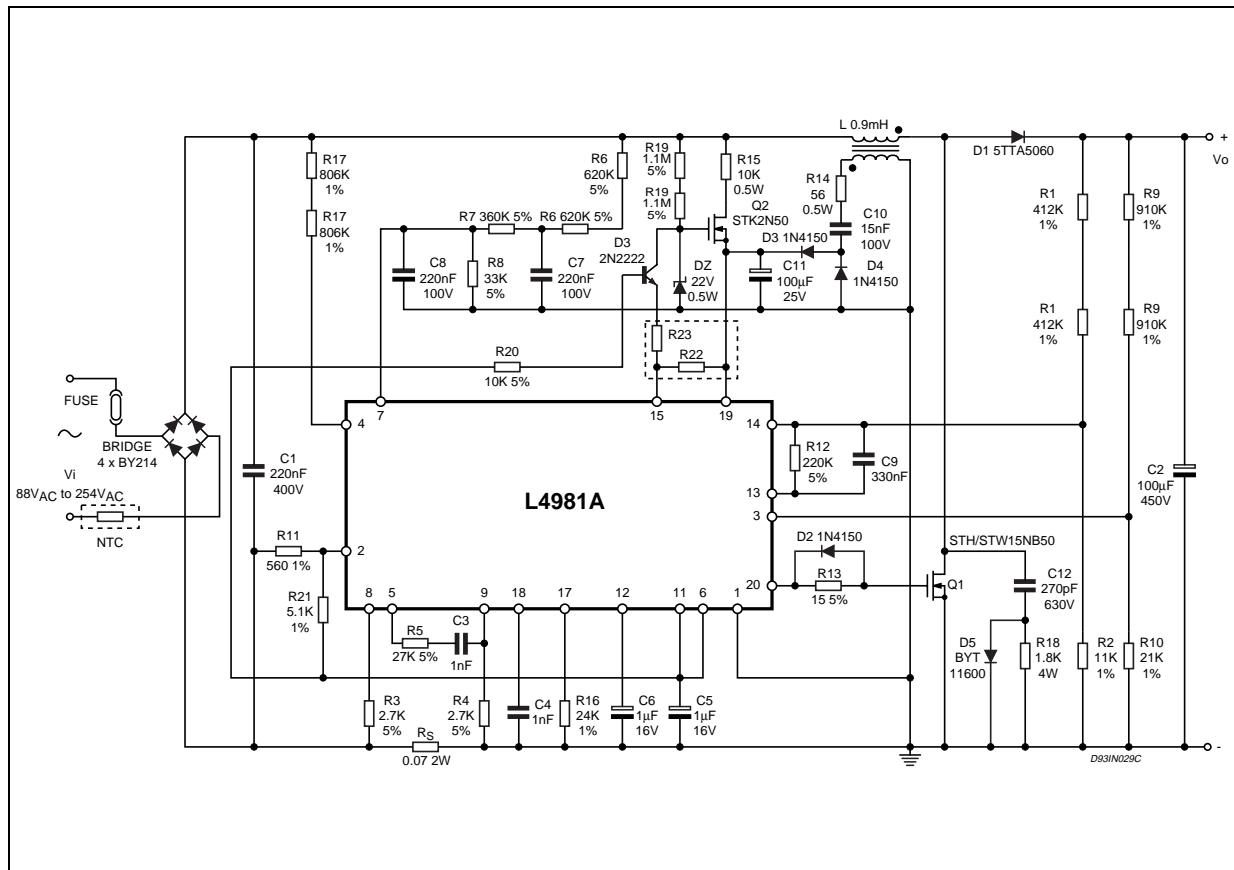 L 0.9mH
D1 5TTA5060
+
Vo
R17
806K
1%
R17
806K
1%
R6
620K
5%
R19
1.1M
5%
R19
1.1M
5%
R15
10K
0.5W
Q2
STK2N50
R14
56
0.5W
C10
15nF
100V
R1
412K
1%
R9
910K
1%
R7 360K 5%
R6 620K 5%
D3
2N2222
D3 1N4150
C8
220nF
100V
R8
33K
5%
C7
220nF
100V
DZ
22V
0.5W
C11
100μF
25V
D4
1N4150
R1
412K
1%
R9
910K
1%
R23
R22
R20
10K 5%
FUSE
BRIDGE
4 x BY214
Vi
88VAC to 254VAC
NTC
7
15
19
4
14
C1
220nF
400V
R12
220K
5%
C9
330nF
13
3
L4981A
C2
100μF
450V
R11
560 1%
2
D2 1N4150
STH/STW15NB50
20
R13
15 5%
Q1
C12
270pF
630V
R21
5.1K
1%
8
5
9
18
17
12
11
6
1
R5
27K 5%
C3
1nF
D5
BYT
11600
R18
1.8K
4W
R2
11K
1%
R10
21K
1%
R3
2.7K
5%
RS
0.07 2W
R4
2.7K
5%
C4
1nF
R16
24K
1%
C6
1μF
16V
C5
1μF
16V
-
D93IN029C